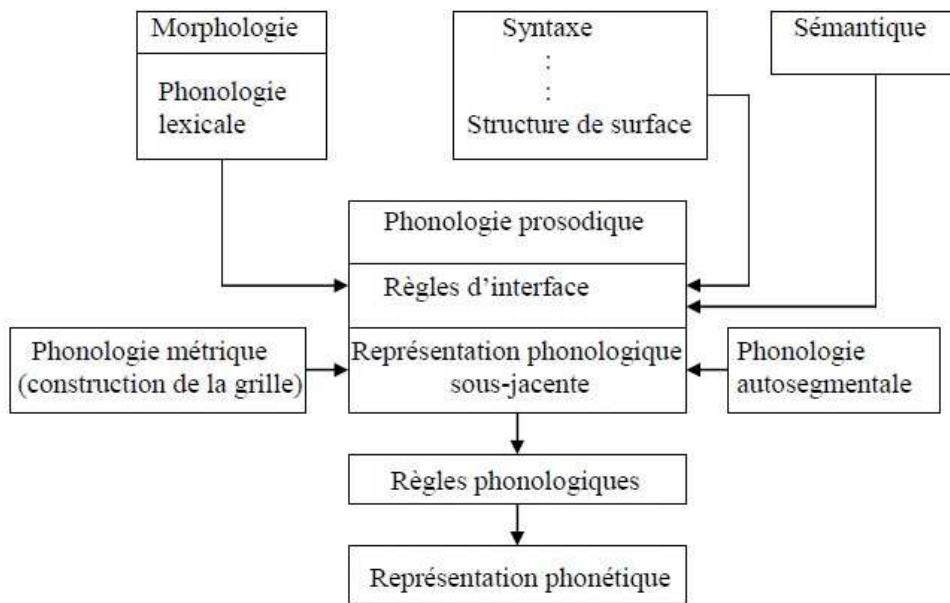 Morphologie
Phonologie
lexicale
Syntaxe
:
:
Structure de surface
Sémantique
Phonologie prosodique
Règles d’interface
Représentation phonologique
sous-jacente
Phonologie métrique
(construction de la grille)
Phonologie
autosegmentale
Règles phonologiques
Représentation phonétique